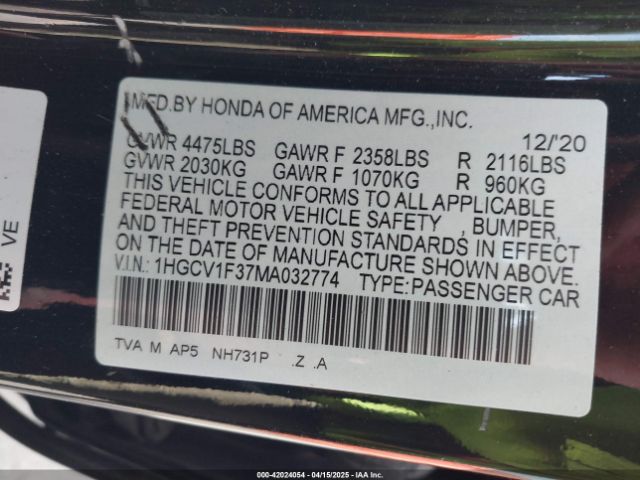 MFD.BY HONDA OF AMERICA MFG.,INC.
12/'20
GVWR 4475LBS GAWR F 2358LBS R 2116LBS
GVWR 2030KG GAWR F 1070KG R 960KG
THIS VEHICLE CONFORMS TO ALL APPLICABLE
FEDERAL MOTOR VEHICLE SAFETY , BUMPER,
AND THEFT PREVENTION STANDARDS IN EFFECT
ON THE DATE OF MANUFACTURE SHOWN ABOVE.
V.I.N.: 1HGCV1F37MA032774 TYPE:PASSENGER CAR
TVA M AP5 NH731P .Z .A
VE
000-42024054 - 04/15/2025 - IAA Inc.